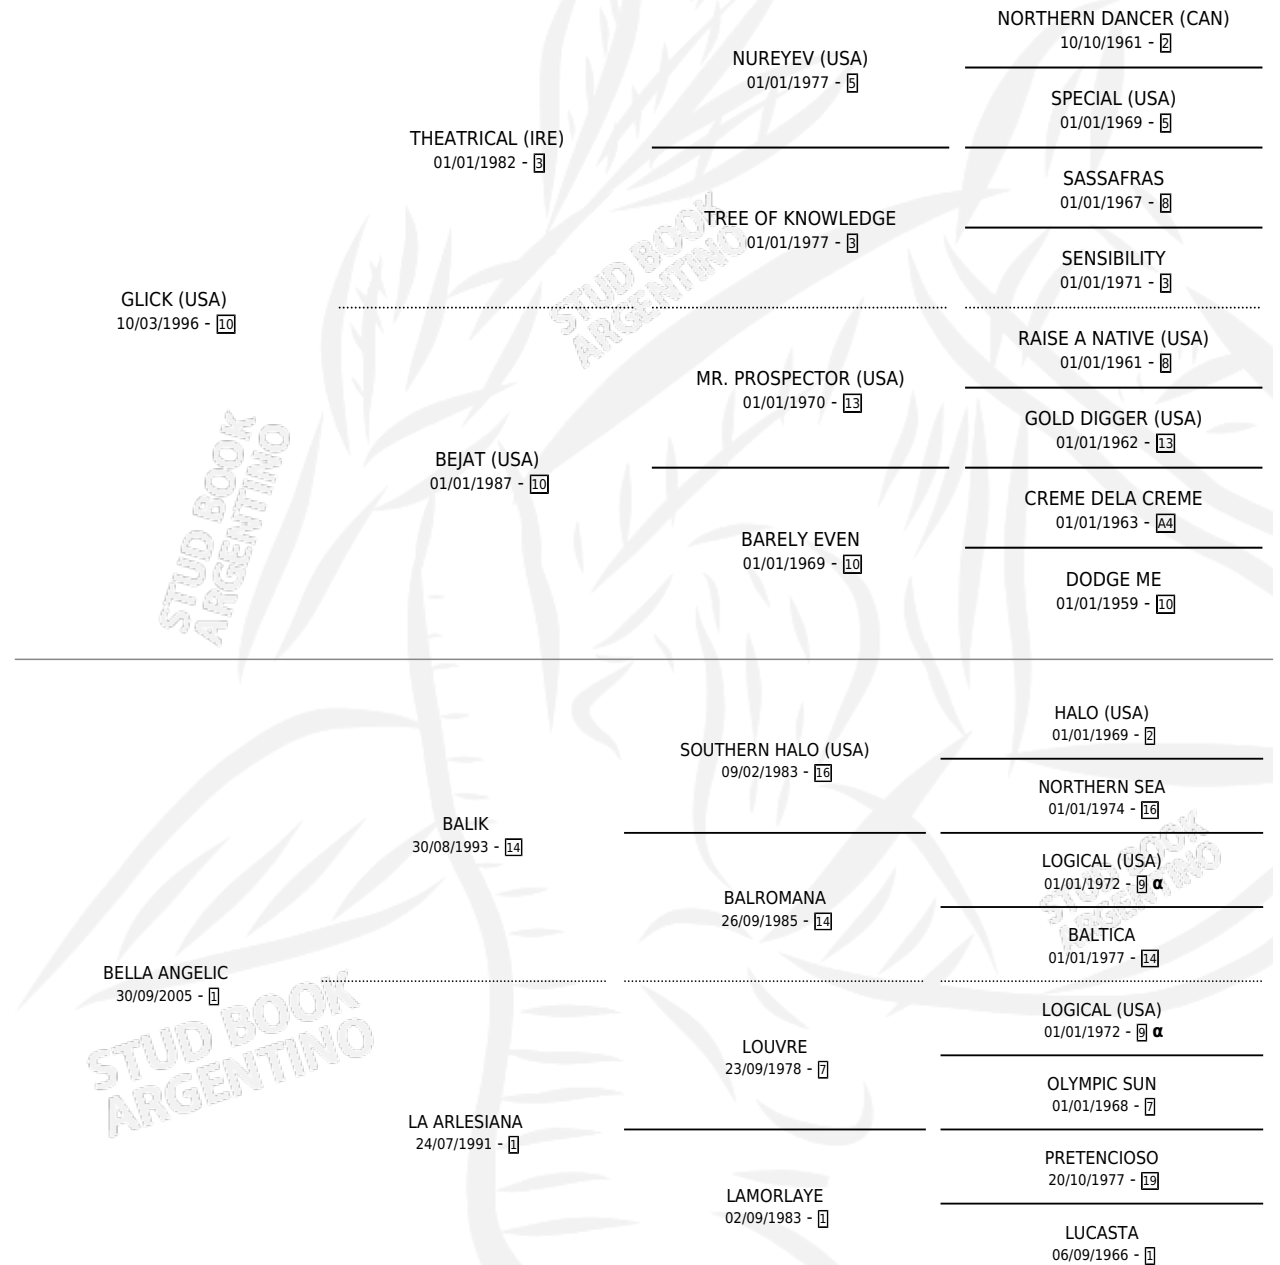 NORTHERN DANCER (CAN)
10/10/1961 - 2
NUREYEV (USA)
01/01/1977 - 5
SPECIAL (USA)
01/01/1969 - 5
THEATRICAL (IRE)
01/01/1982 - 3
SASSAFRAS
01/01/1967 - 8
TREE OF KNOWLEDGE
01/01/1977 - 3
SENSIBILITY
01/01/1971 - 3
STUD BOOK
ARGENTINO
GLICK (USA)
10/03/1996 - 10
RAISE A NATIVE (USA)
01/01/1961 - 8
MR. PROSPECTOR (USA)
01/01/1970 - 13
GOLD DIGGER (USA)
01/01/1962 - 13
BEJAT (USA)
01/01/1987 - 10
CREME DELA CREME
01/01/1963 - A4
BARELY EVEN
01/01/1969 - 10
DODGE ME
01/01/1959 - 10
STUD BOOK
ARGENTINO
HALO (USA)
01/01/1969 - 2
SOUTHERN HALO (USA)
09/02/1983 - 16
NORTHERN SEA
01/01/1974 - 16
BALIK
30/08/1993 - 14
LOGICAL (USA)
01/01/1972 - 9 α
BALROMANA
26/09/1985 - 14
BALTICA
01/01/1977 - 14
STUD BOOK
ARGENTINO
BELLA ANGELIC
30/09/2005 - 1
LOGICAL (USA)
01/01/1972 - 9 α
LOUVRE
23/09/1978 - 7
OLYMPIC SUN
01/01/1968 - 7
STUD BOOK
ARGENTINO
LA ARLESIANA
24/07/1991 - 1
PRETENCIOSO
20/10/1977 - 19
LAMORLAYE
02/09/1983 - 1
LUCASTA
06/09/1966 - 1